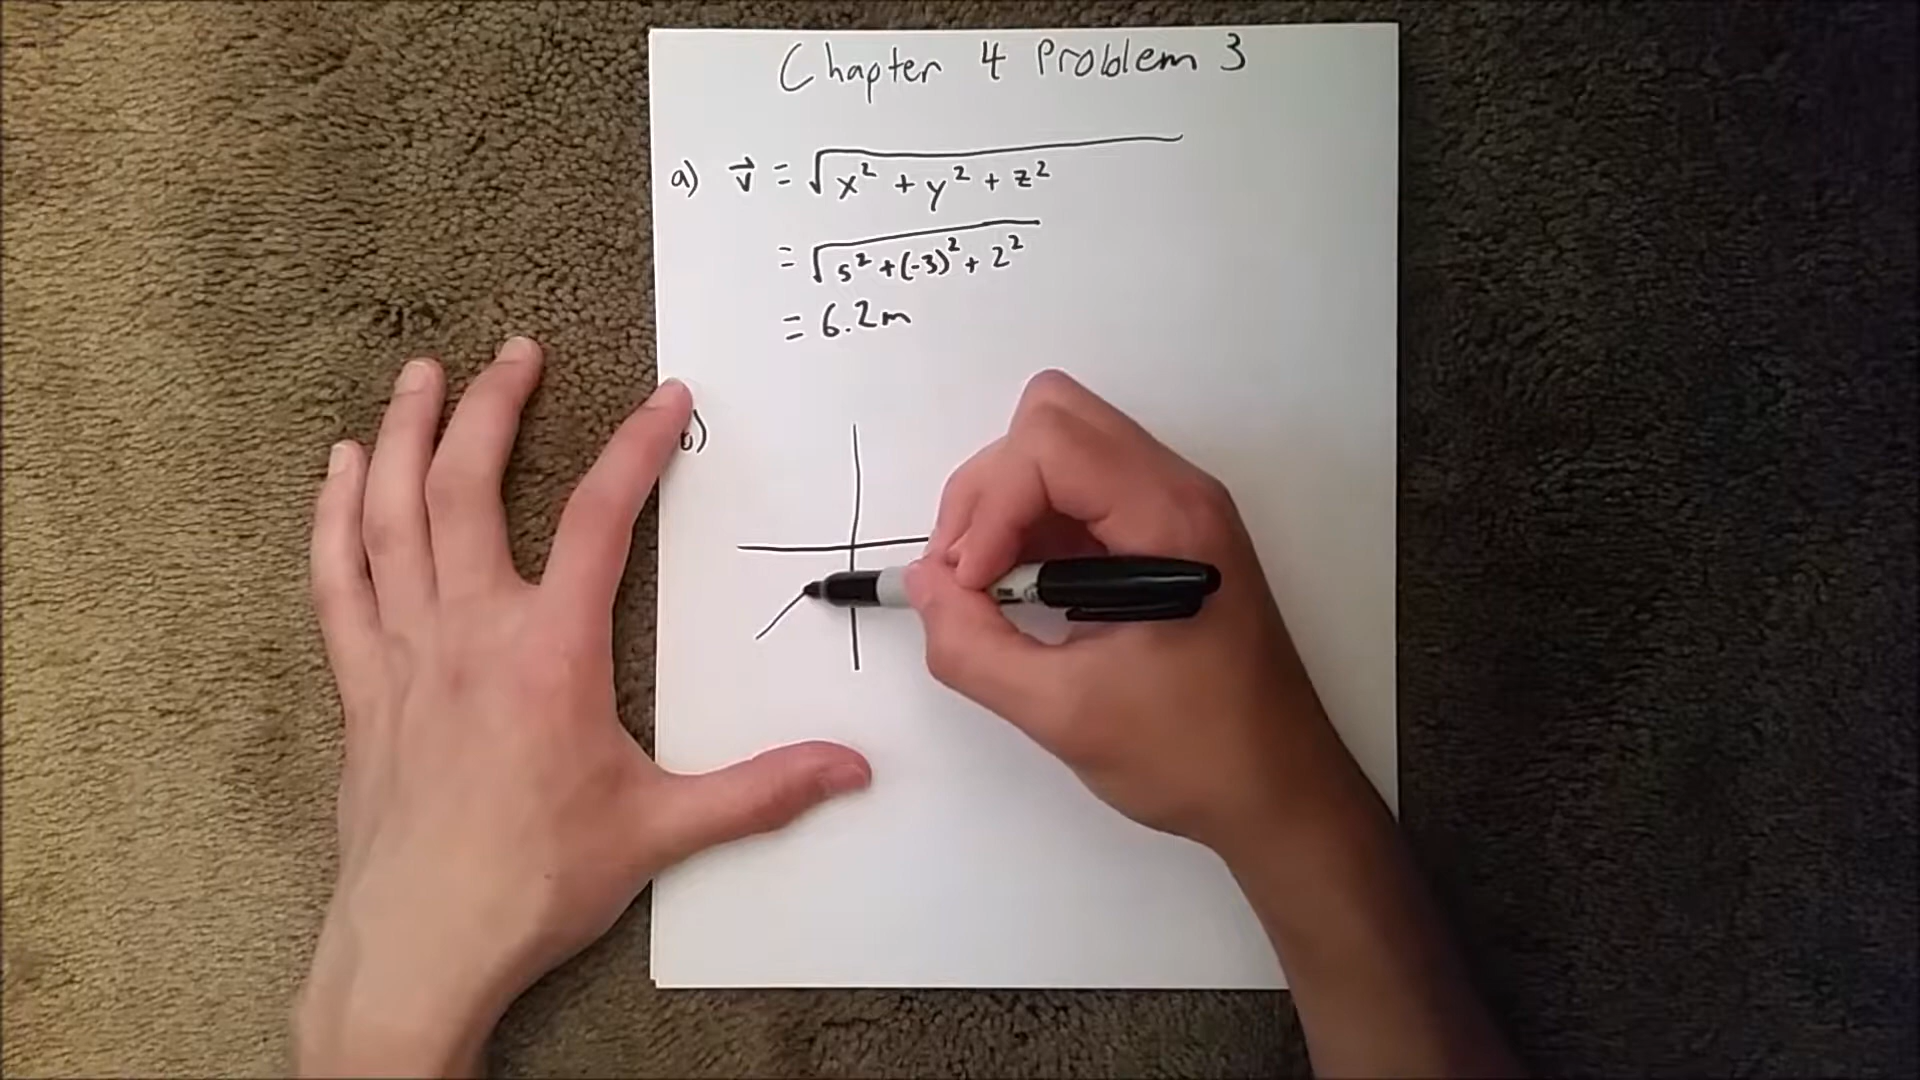 Chapter 4 Problem 3
a) v⃗ = √x² + y² + z²
= √5² + (-3)² + 2²
= 6.2m